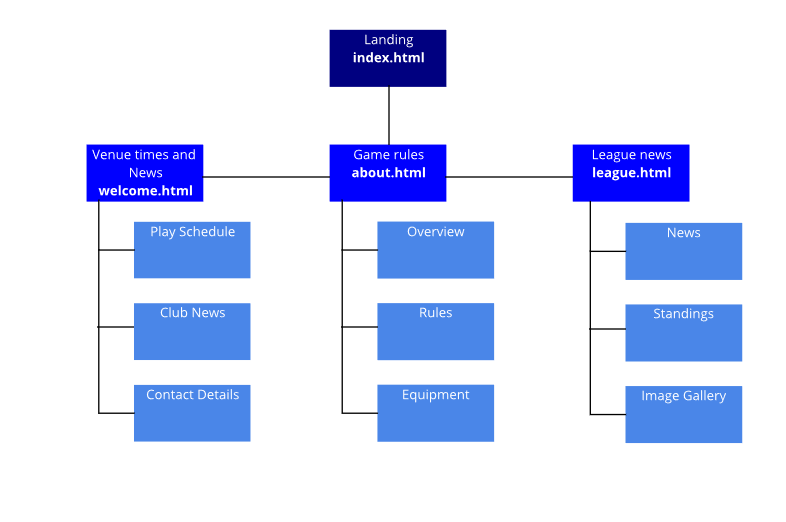 Landing
index.html
Venue times and
News
welcome.html
Game rules
about.html
League news
league.html
Play Schedule
Club News
Contact Details
Overview
Rules
Equipment
News
Standings
Image Gallery